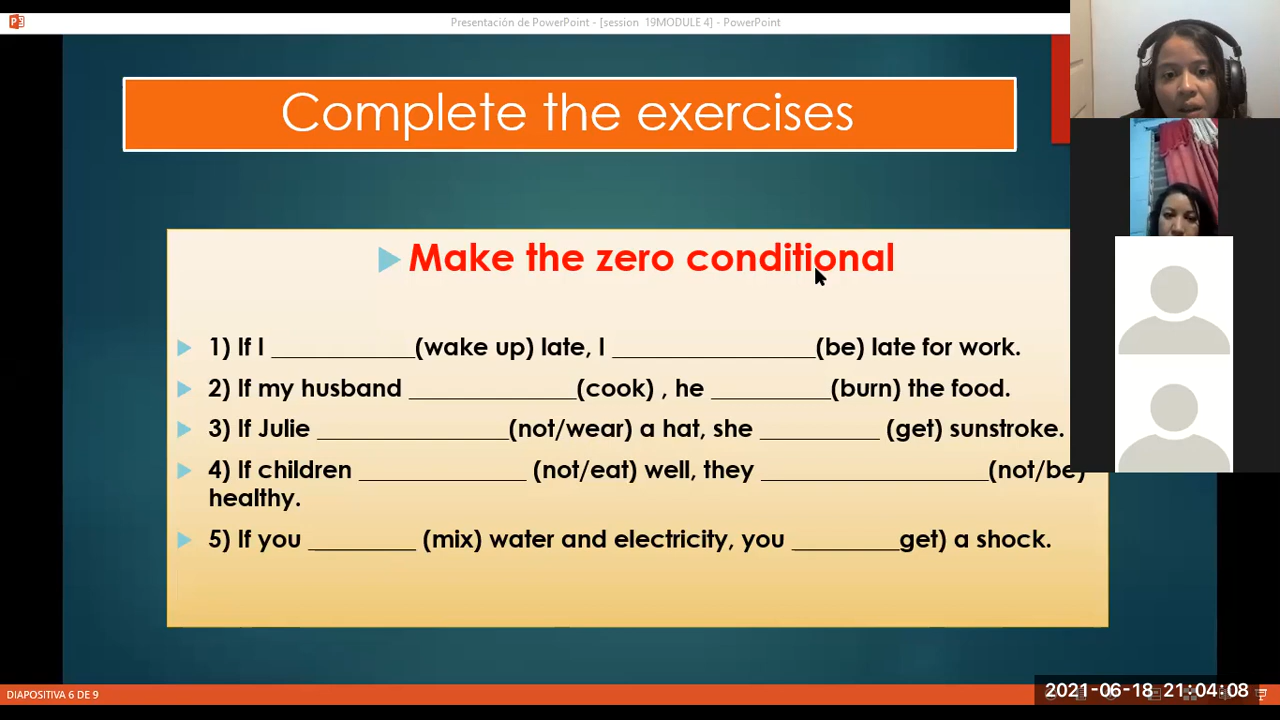 Presentación de PowerPoint - [session  19MODULE 4] - PowerPoint
Complete the exercises
Make the zero conditional
1) If I ___________(wake up) late, I ________________(be) late for work.
2) If my husband _____________(cook) , he _________(burn) the food.
3) If Julie _______________(not/wear) a hat, she _________ (get) sunstroke.
4) If children _____________ (not/eat) well, they __________________(not/be)
healthy.
5) If you ________ (mix) water and electricity, you ________get) a shock.
DIAPOSITIVA 6 DE 9
2021-06-18 21:04:08